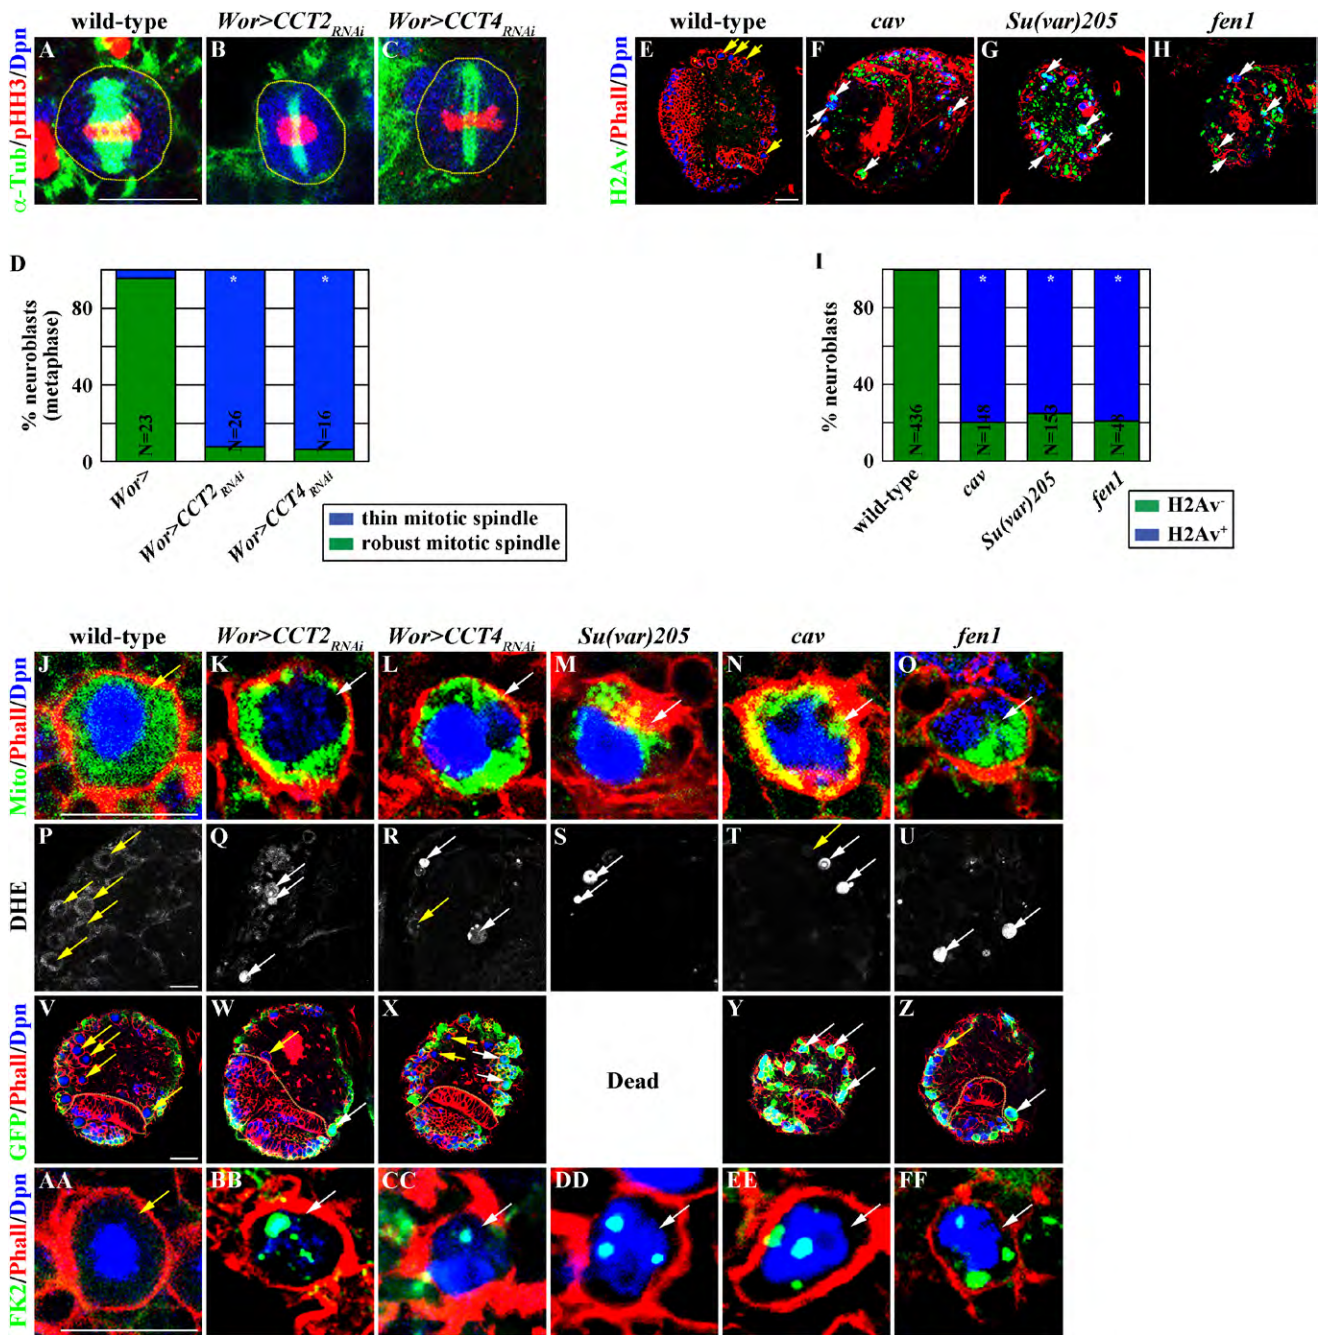 wild-type Wor>CCT2RNAi Wor>CCT4RNAi
α-Tub/pHH3/Dpn
A B C
wild-type cav Su(var)205 fen1
H2Av/Phall/Dpn
E F G H
D
% neuroblasts
(metaphase)
80
40
0
N=23 N=26 N=16
* *
Wor> Wor>CCT2RNAi Wor>CCT4RNAi
thin mitotic spindle
robust mitotic spindle
I
% neuroblasts
80
40
0
N=436 N=148 N=153 N=48
* * *
wild-type cav Su(var)205 fen1
H2Av-
H2Av+
wild-type Wor>CCT2RNAi Wor>CCT4RNAi Su(var)205 cav fen1
Mito/Phall/Dpn
J K L M N O
DHE
P Q R S T U
GFP/Phall/Dpn
V W X Y Z
Dead
FK2/Phall/Dpn
AA BB CC DD EE FF